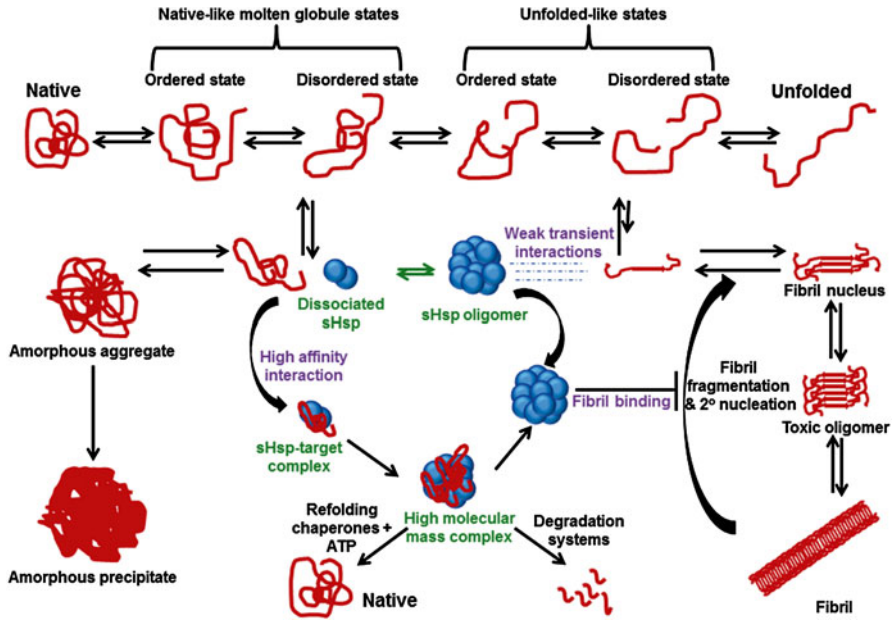 Native-like molten globule states
Unfolded-like states
Ordered state
Disordered state
Ordered state
Disordered state
Native
Unfolded
Weak transient
interactions
Dissociated
sHsp
sHsp oligomer
Fibril nucleus
Amorphous aggregate
High affinity
interaction
Fibril binding
Fibril
fragmentation
& 2º nucleation
Toxic oligomer
sHsp-target
complex
Refolding
chaperones +
ATP
High molecular
mass complex
Degradation
systems
Amorphous precipitate
Native
Fibril